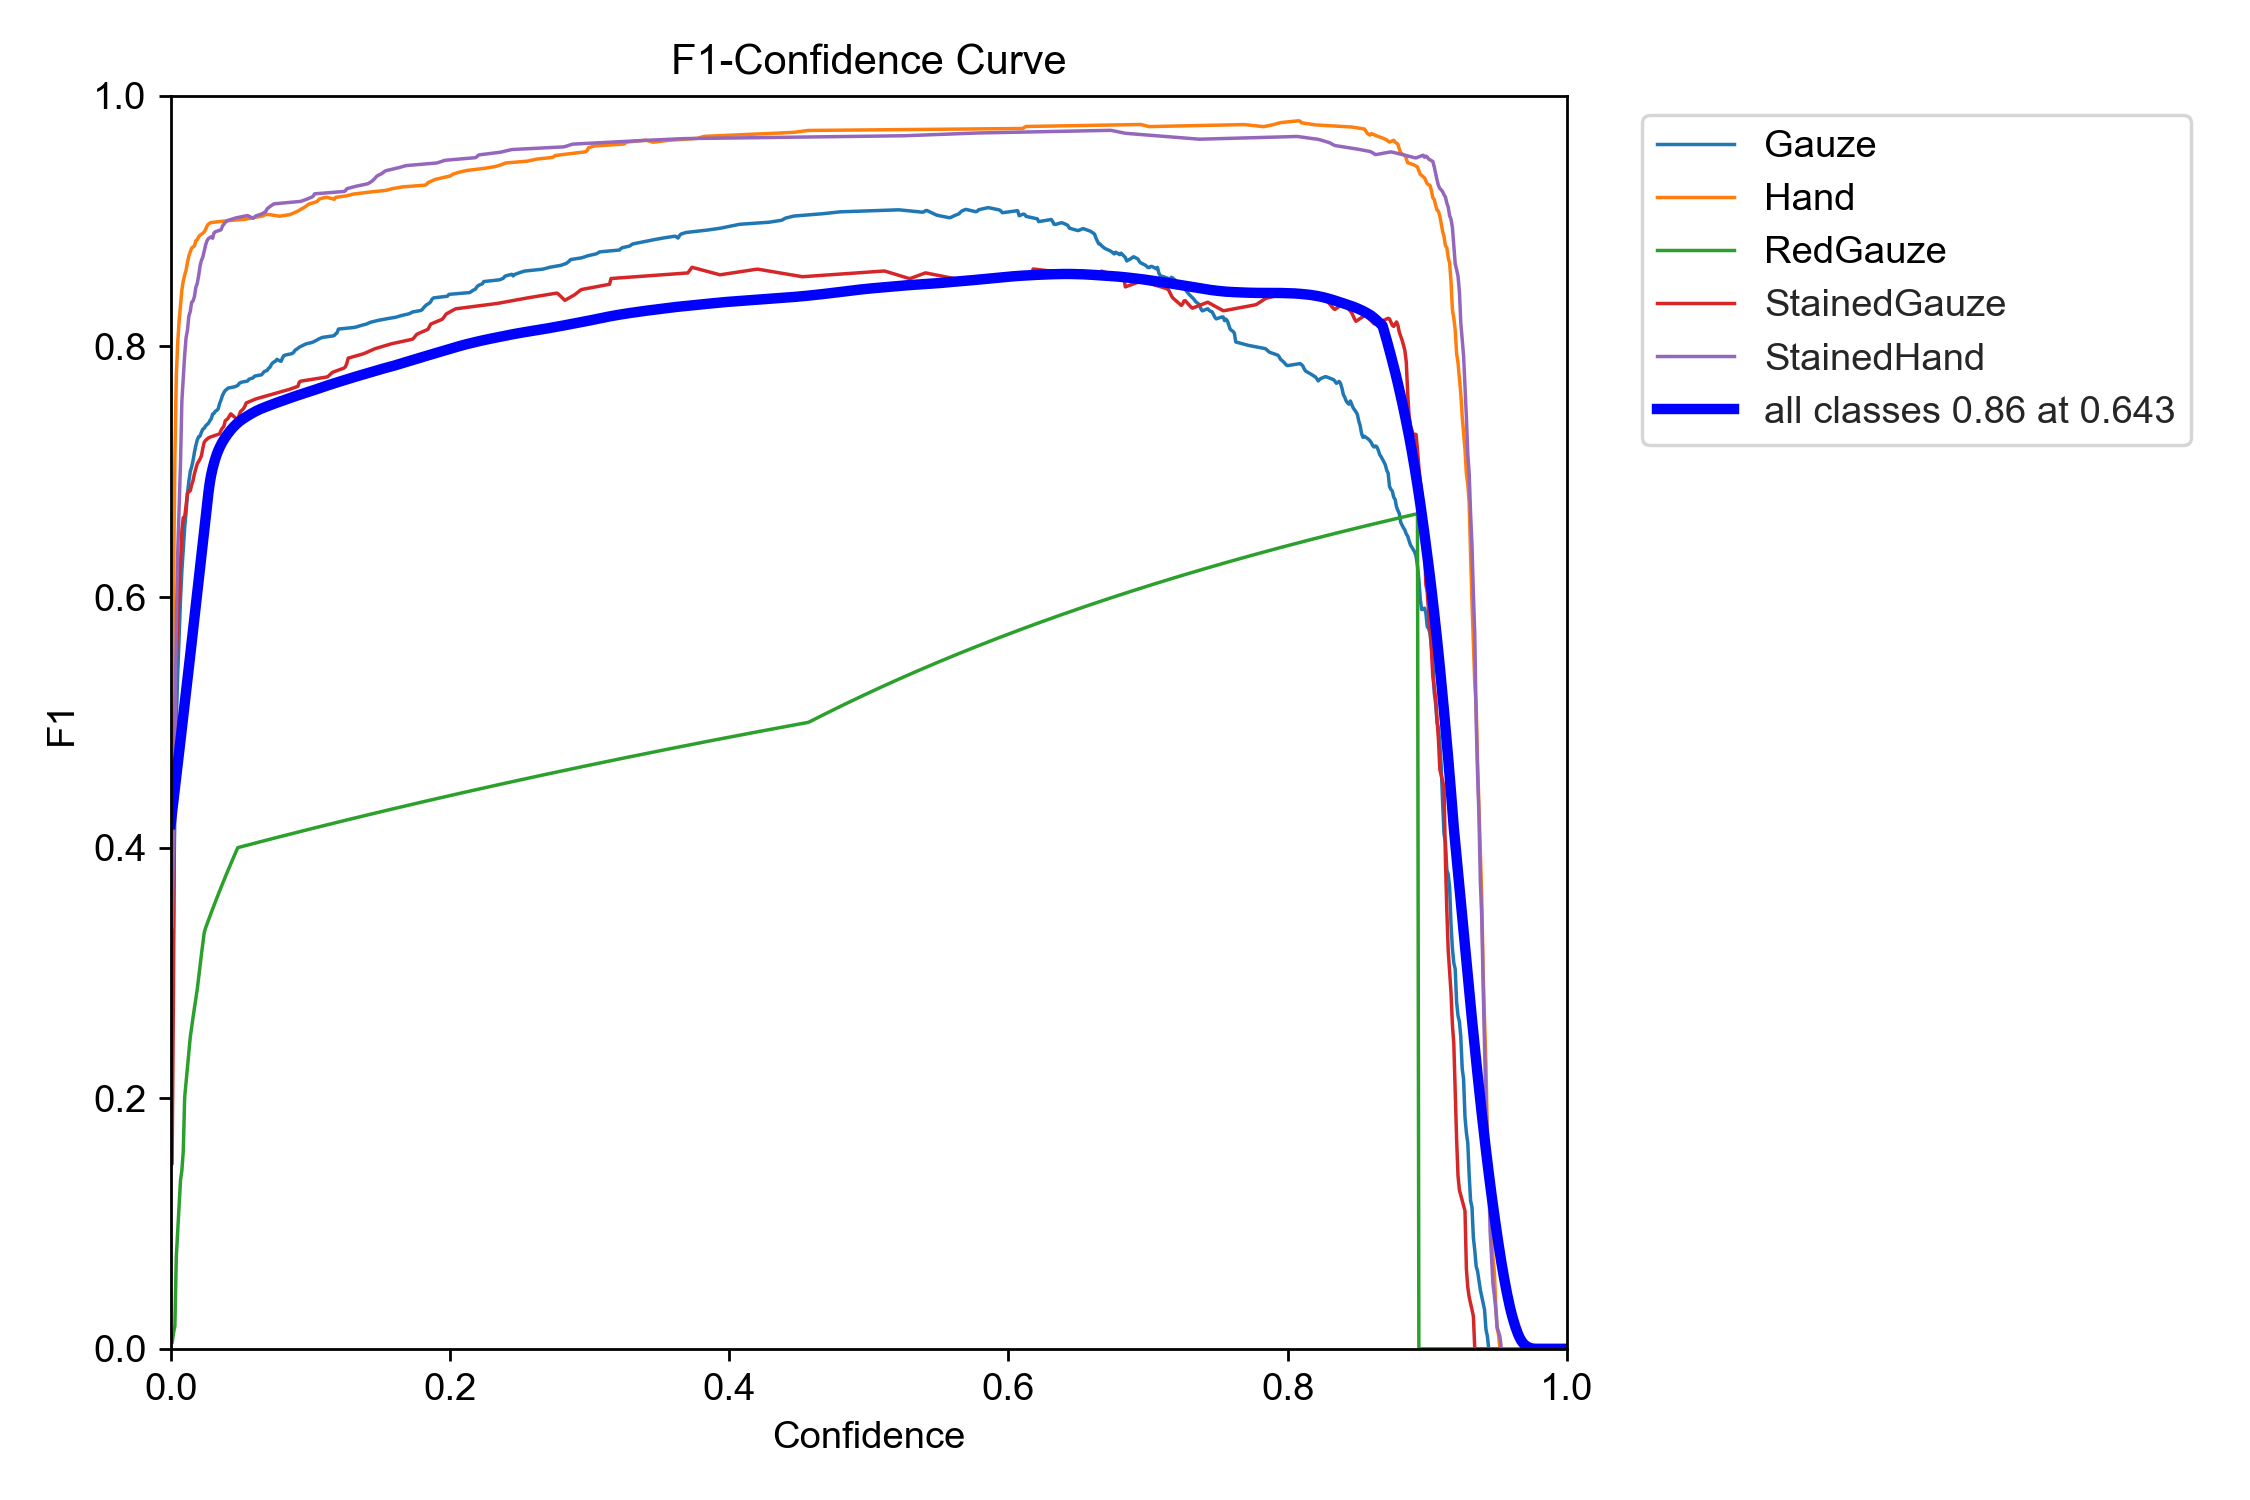 F1-Confidence Curve
1.0
0.8
0.6
0.4
0.2
0.0
F1
0.0 0.2 0.4 0.6 0.8 1.0
Confidence
Gauze
Hand
RedGauze
StainedGauze
StainedHand
all classes 0.86 at 0.643